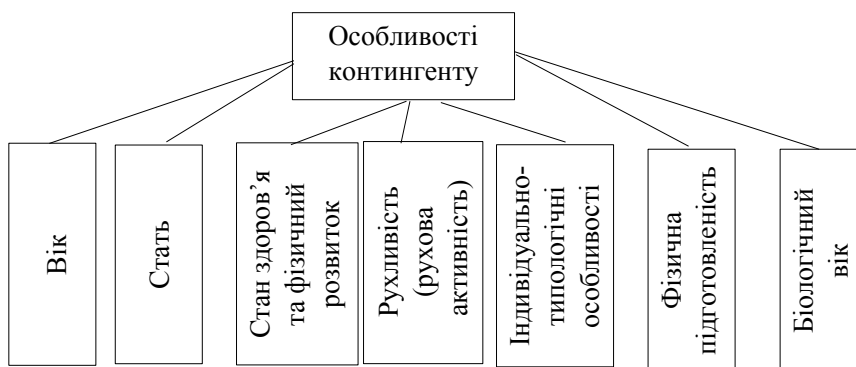 Особливості
контингенту
Вік
Стать
Стан здоров’я
та фізичний
розвиток
Рухливість
(рухова
активність)
Індивідуально-
типологічні
особливості
Фізична
підготовленість
Біологічний
вік